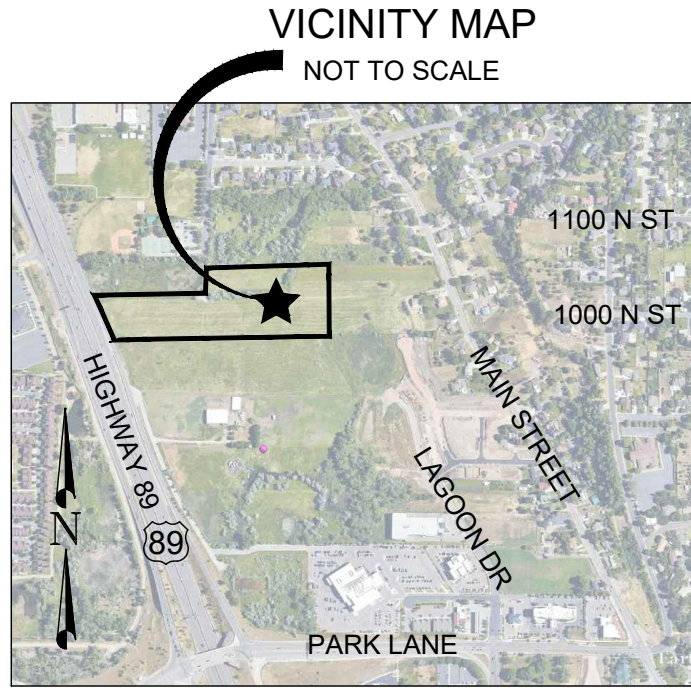 VICINITY MAP
NOT TO SCALE
1100 N ST
1000 N ST
MAIN STREET
HIGHWAY 89
89
LAGOON DR
N
PARK LANE